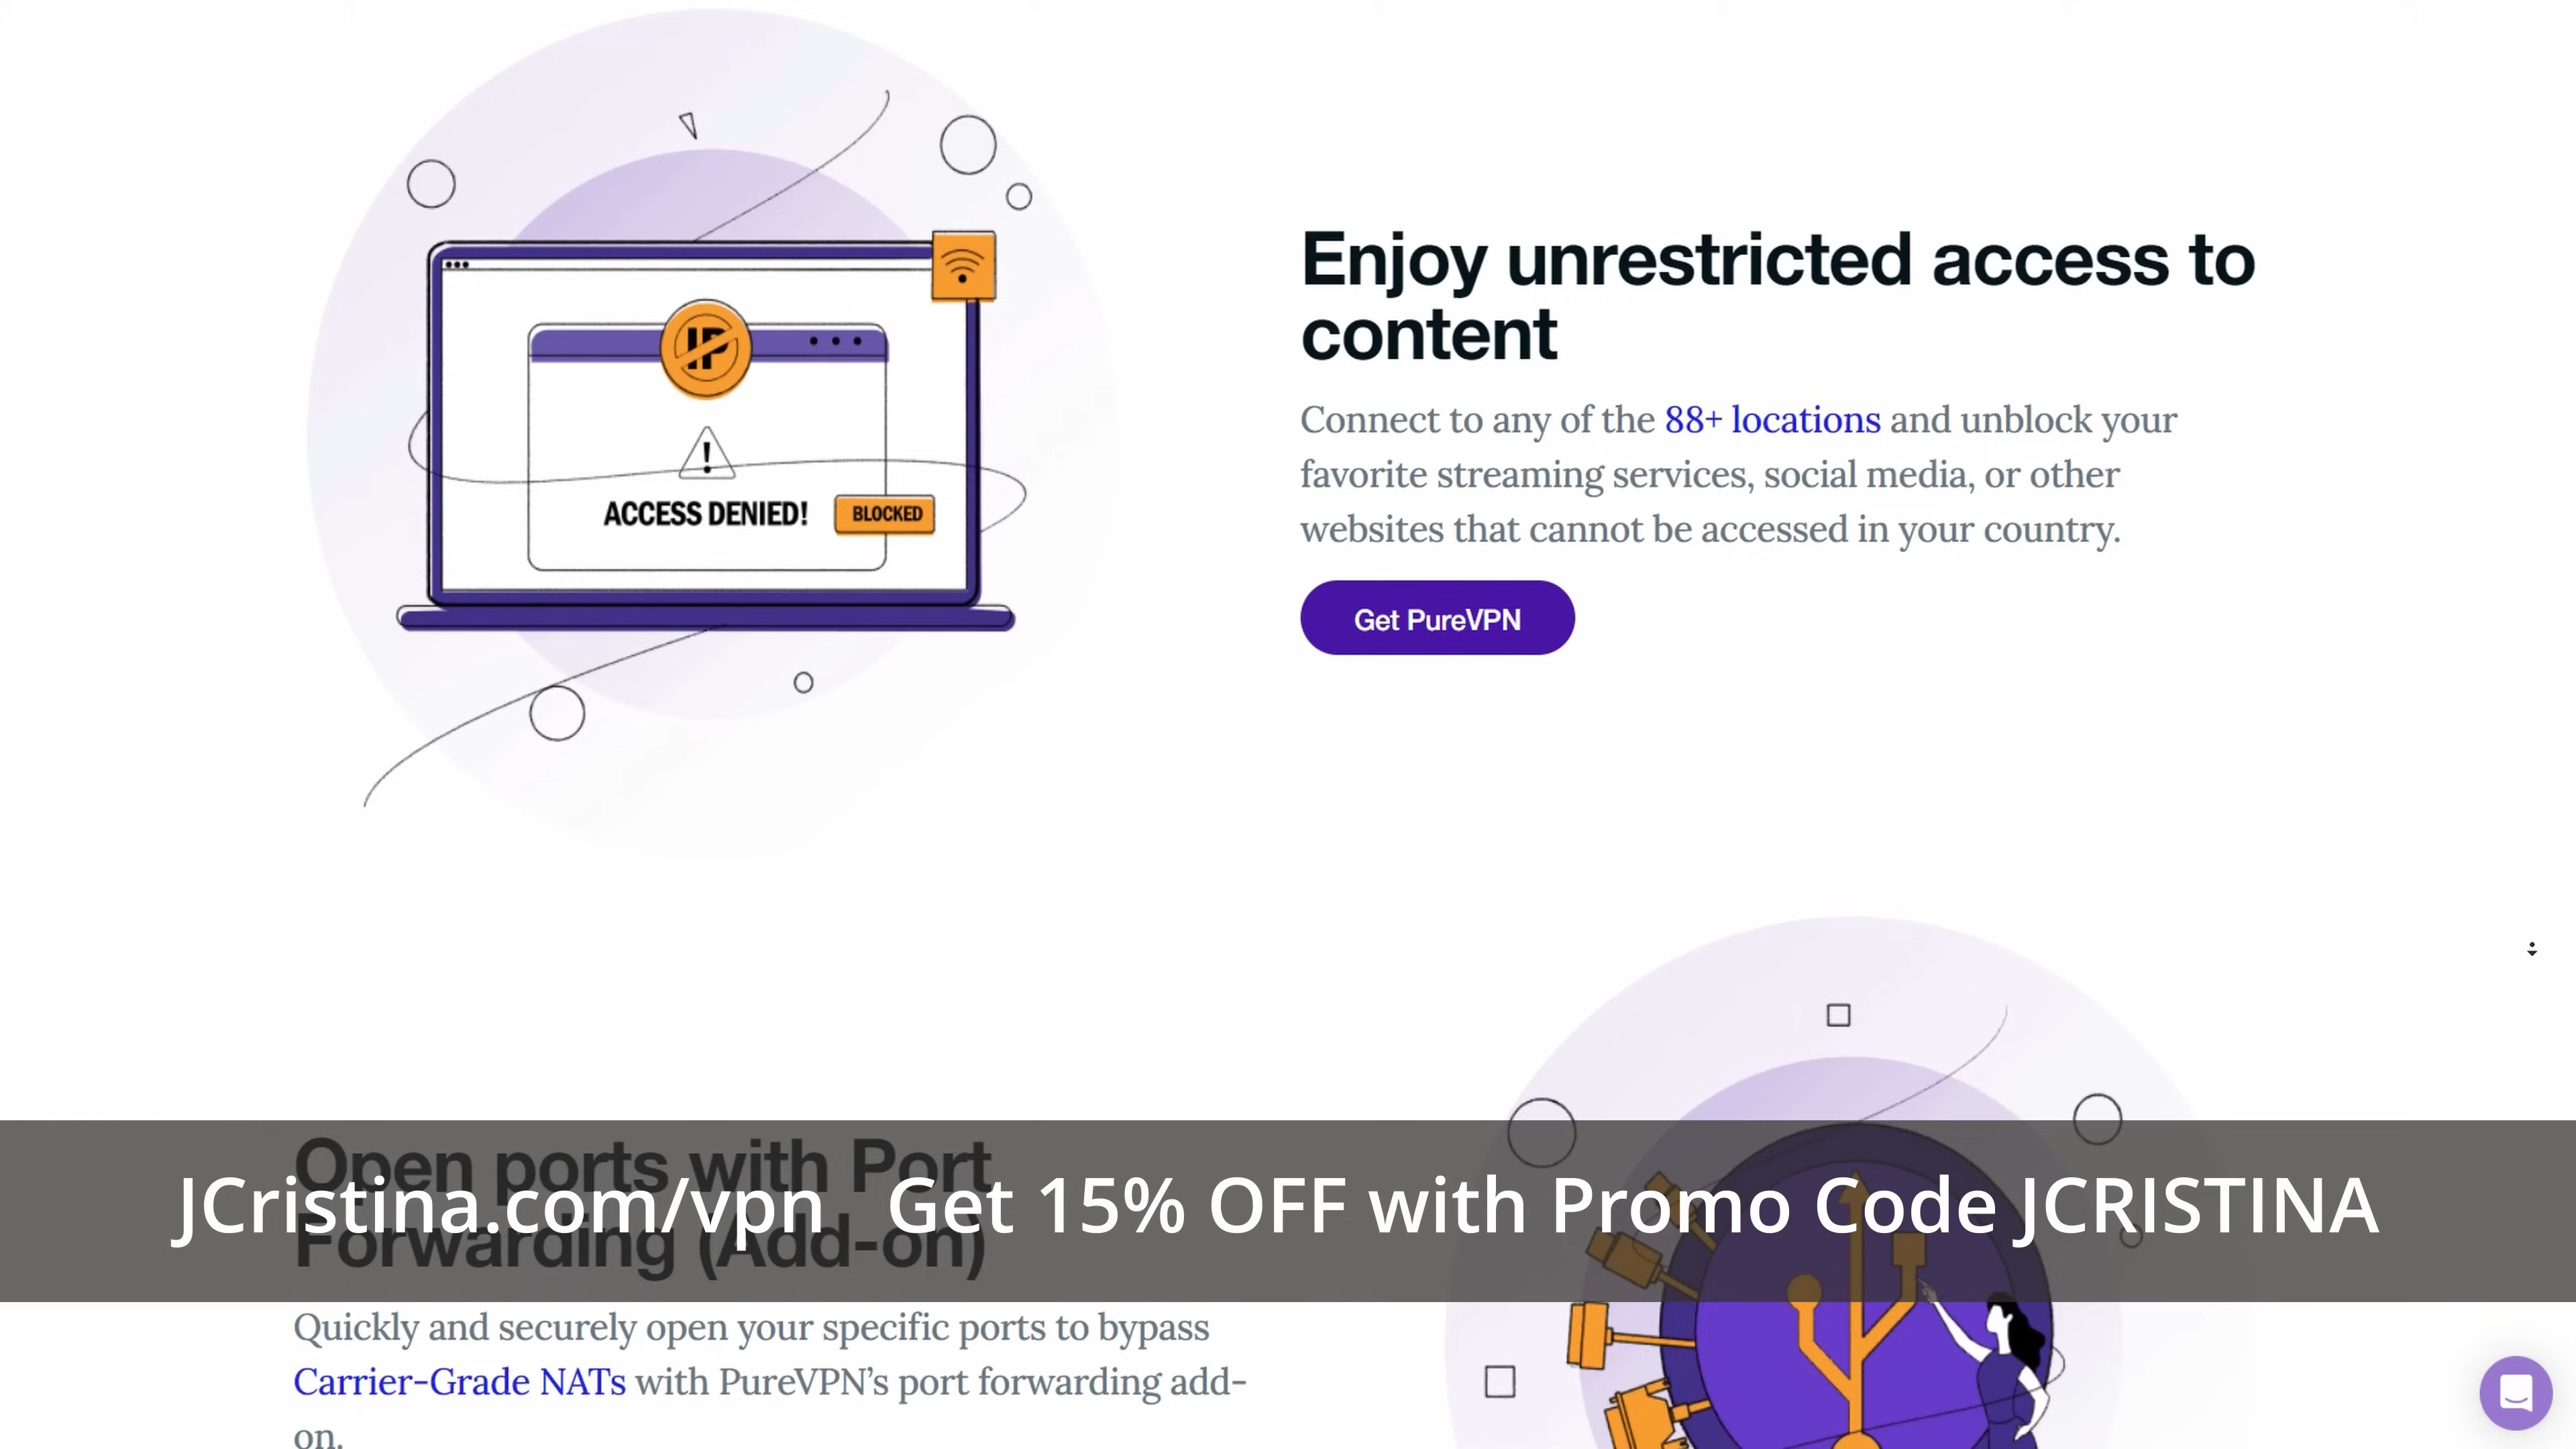 IP
ACCESS DENIED!
BLOCKED
Enjoy unrestricted access to
content
Connect to any of the 88+ locations and unblock your
favorite streaming services, social media, or other
websites that cannot be accessed in your country.
Get PureVPN
Open ports with Port
Forwarding (Add-on)
JCristina.com/vpn Get 15% OFF with Promo Code JCRISTINA
Quickly and securely open your specific ports to bypass
Carrier-Grade NATs with PureVPN’s port forwarding add-
on.